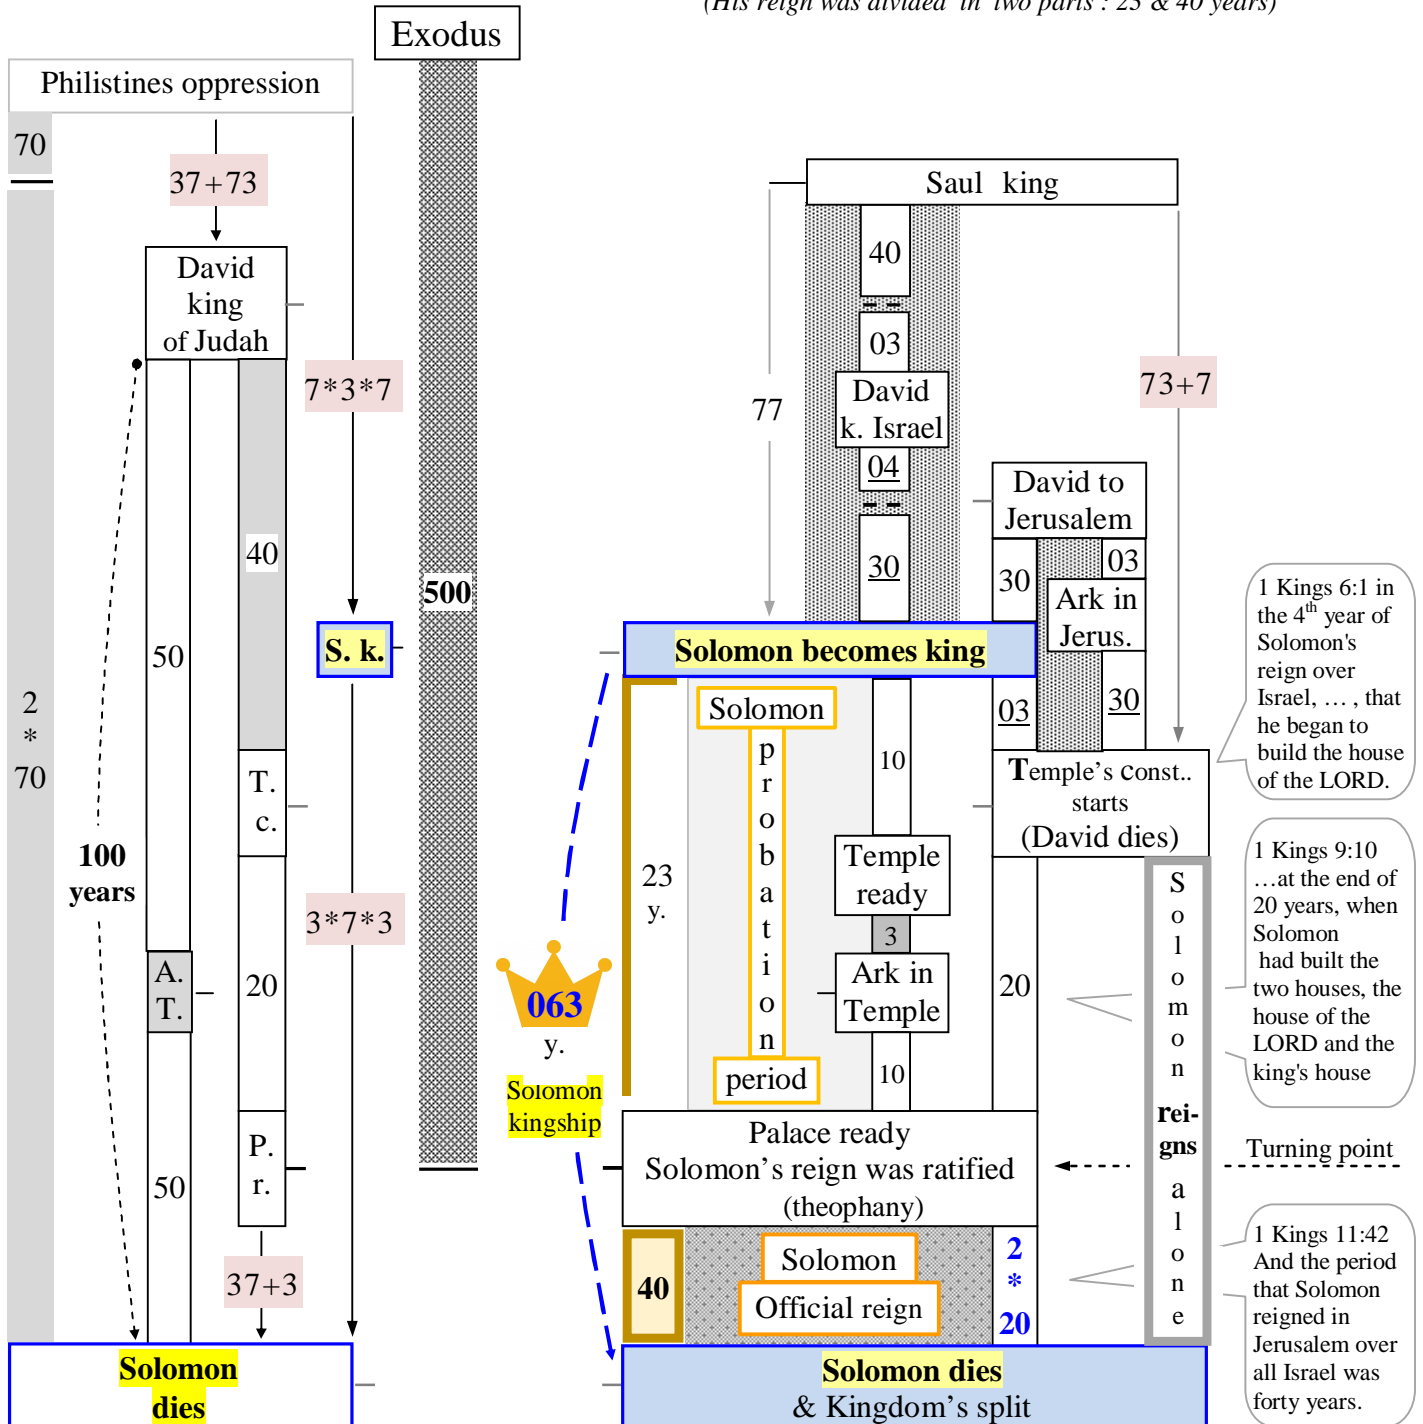 (His reign was divided in two parts : 23 & 40 years)
Exodus
Philistines oppression
70
37+73
David
king
of Judah
7*3*7
40
50
2
*
70
S. k.
T.
c.
100
years
3*7*3
A.
T.
20
P.
r.
50
37+3
Solomon
dies
500
Saul king
40
03
David
k. Israel
04
30
77
73+7
David to
Jerusalem
30
03
Ark in
Jerus.
03
30
Solomon becomes king
Solomon
p
r
o
b
a
t
i
o
n
period
10
Temple
ready
3
Ark in
Temple
10
23
y.
063
y.
Solomon
kingship
Temple's const..
starts
(David dies)
20
S
o
l
o
m
o
n
rei-
gns
a
l
o
n
e
Palace ready
Solomon's reign was ratified
(theophany)
Turning point
40
Solomon
Official reign
2
*
20
Solomon dies
& Kingdom's split
1 Kings 6:1 in
the 4th year of
Solomon's
reign over
Israel, … , that
he began to
build the house
of the LORD.
1 Kings 9:10
…at the end of
20 years, when
Solomon
had built the
two houses, the
house of the
LORD and the
king's house
1 Kings 11:42
And the period
that Solomon
reigned in
Jerusalem over
all Israel was
forty years.